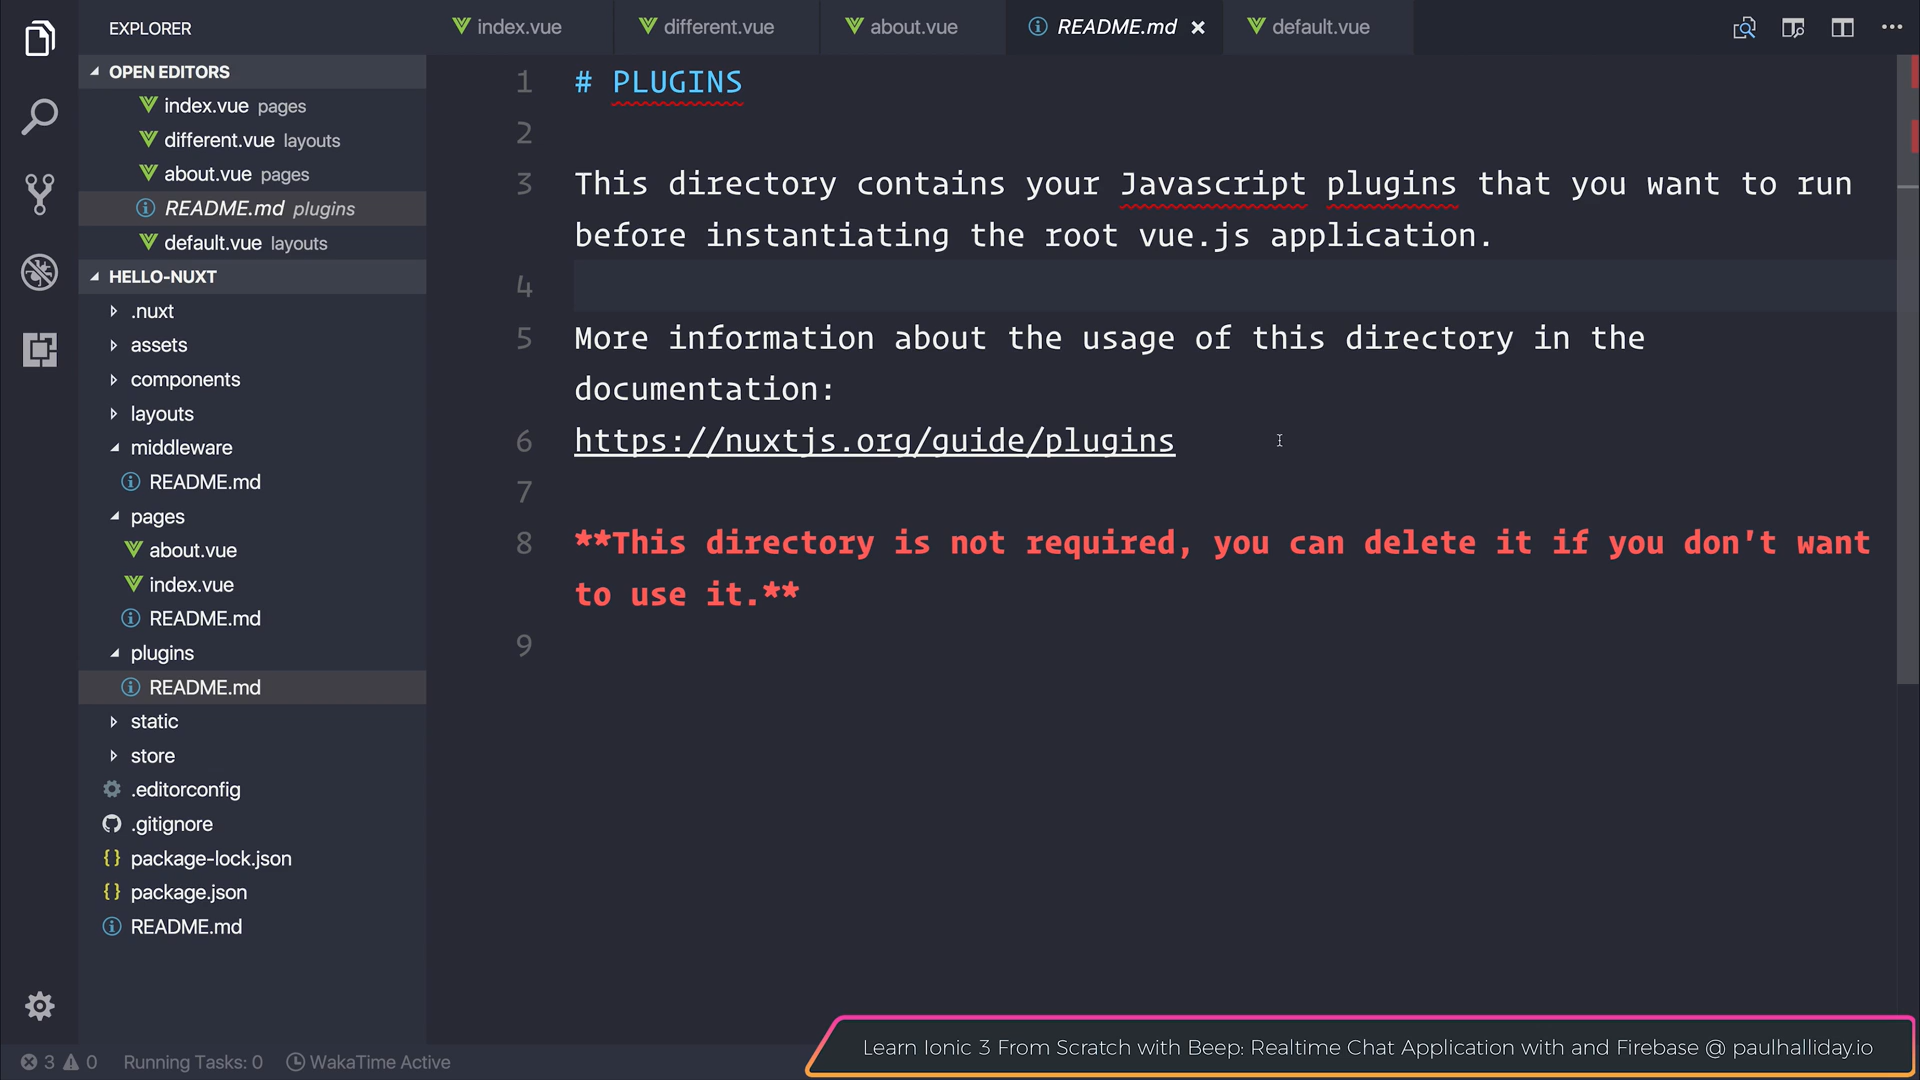 EXPLORER
index.vue
different.vue
about.vue
README.md
default.vue
OPEN EDITORS
index.vue pages
different.vue layouts
about.vue pages
README.md plugins
default.vue layouts
HELLO-NUXT
.nuxt
assets
components
layouts
middleware
README.md
pages
about.vue
index.vue
README.md
plugins
README.md
static
store
.editorconfig
.gitignore
package-lock.json
package.json
README.md
1 # PLUGINS
2
3 This directory contains your Javascript plugins that you want to run
before instantiating the root vue.js application.
4
5 More information about the usage of this directory in the
documentation:
6 https://nuxtjs.org/guide/plugins
7
8 **This directory is not required, you can delete it if you don't want
to use it.**
9
3 0 Running Tasks: 0 WakaTime Active
Learn Ionic 3 From Scratch with Beep: Realtime Chat Application with and Firebase @ paulhalliday.io